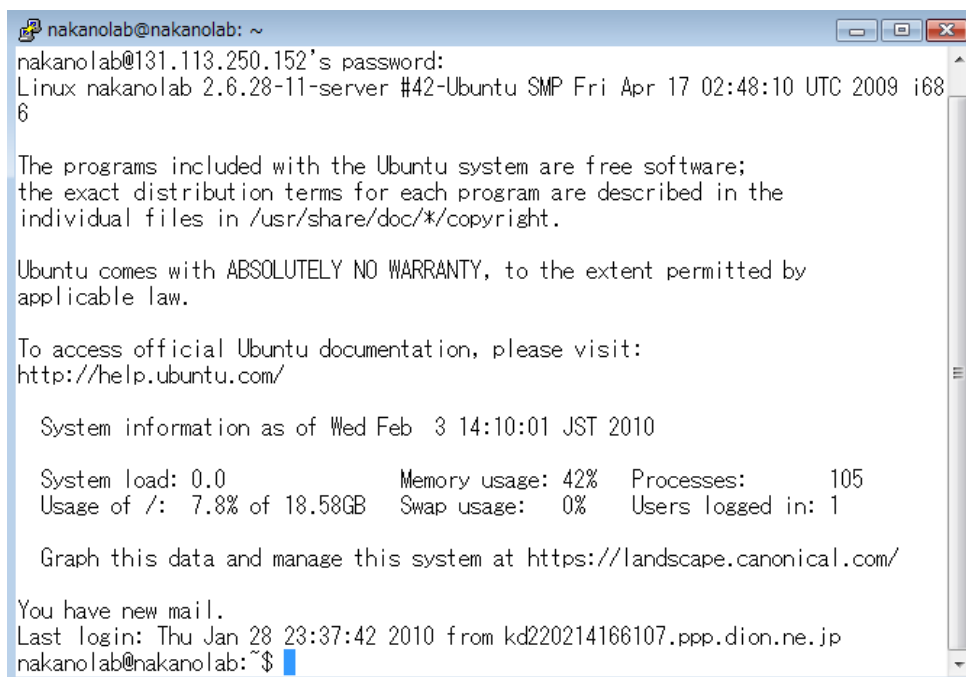 nakanolab@nakanolab: ~
nakanolab@131.113.250.152's password:
Linux nakanolab 2.6.28-11-server #42-Ubuntu SMP Fri Apr 17 02:48:10 UTC 2009 i68
6
The programs included with the Ubuntu system are free software;
the exact distribution terms for each program are described in the
individual files in /usr/share/doc/*/copyright.
Ubuntu comes with ABSOLUTELY NO WARRANTY, to the extent permitted by
applicable law.
To access official Ubuntu documentation, please visit:
http://help.ubuntu.com/
System information as of Wed Feb  3 14:10:01 JST 2010
System load: 0.0 Memory usage: 42% Processes: 105
Usage of /: 7.8% of 18.58GB Swap usage: 0% Users logged in: 1
Graph this data and manage this system at https://landscape.canonical.com/
You have new mail.
Last login: Thu Jan 28 23:37:42 2010 from kd220214166107.ppp.dion.ne.jp
nakanolab@nakanolab:~$